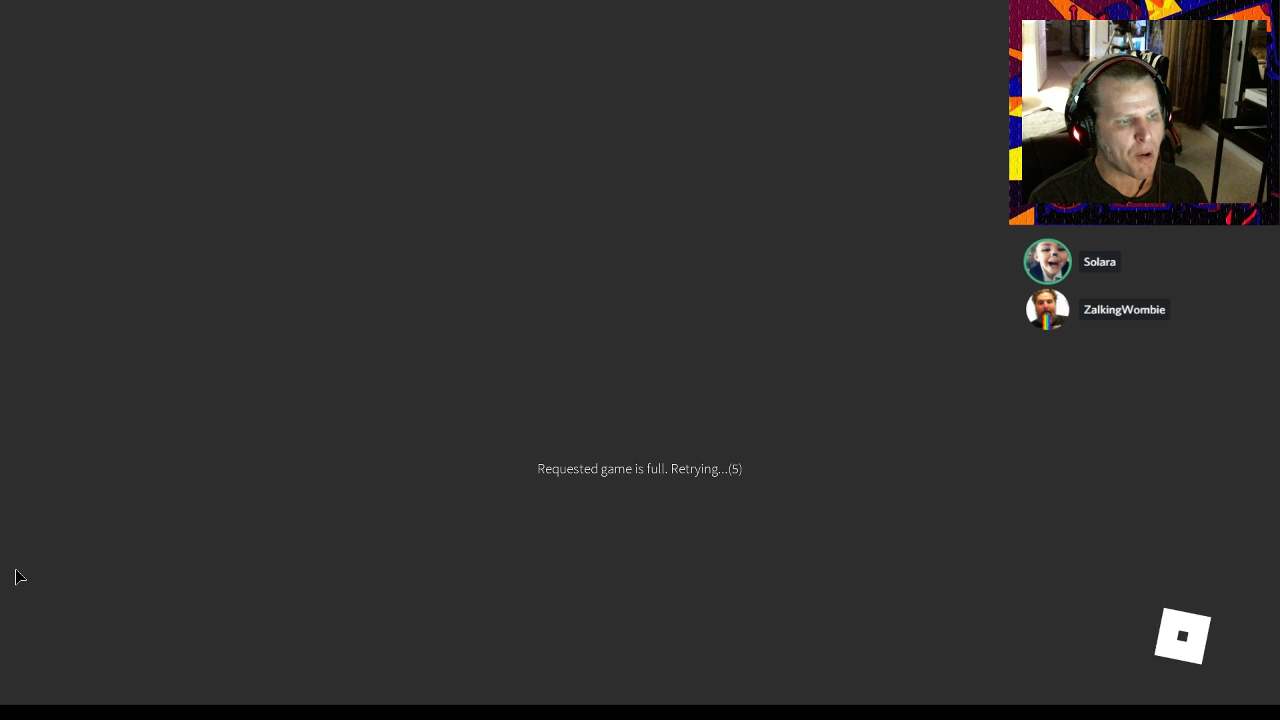 Solara
ZalkingWombie
Requested game is full. Retrying...(5)